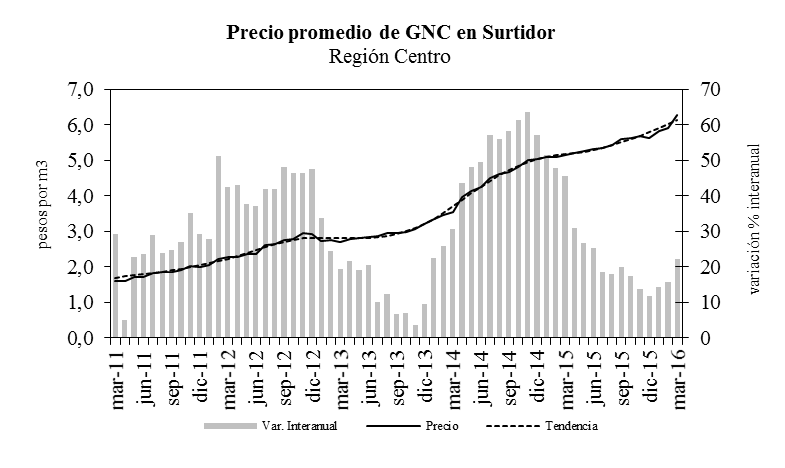 Precio promedio de GNC en Surtidor
Región Centro
7,0
6,0
5,0
4,0
3,0
2,0
1,0
0,0
pesos por m3
70
60
50
40
30
20
10
0
variación % interanual
mar-11
jun-11
sep-11
dic-11
mar-12
jun-12
sep-12
dic-12
mar-13
jun-13
sep-13
dic-13
mar-14
jun-14
sep-14
dic-14
mar-15
jun-15
sep-15
dic-15
mar-16
Var. Interanual Precio Tendencia